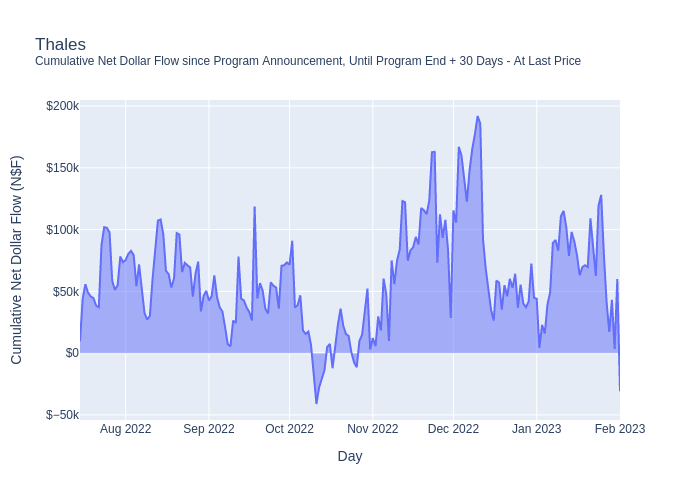 Thales
Cumulative Net Dollar Flow since Program Announcement, Until Program End + 30 Days - At Last Price
Cumulative Net Dollar Flow (N$F)
$200k
$150k
$100k
$50k
$0
$−50k
Aug 2022 Sep 2022 Oct 2022 Nov 2022 Dec 2022 Jan 2023 Feb 2023
Day